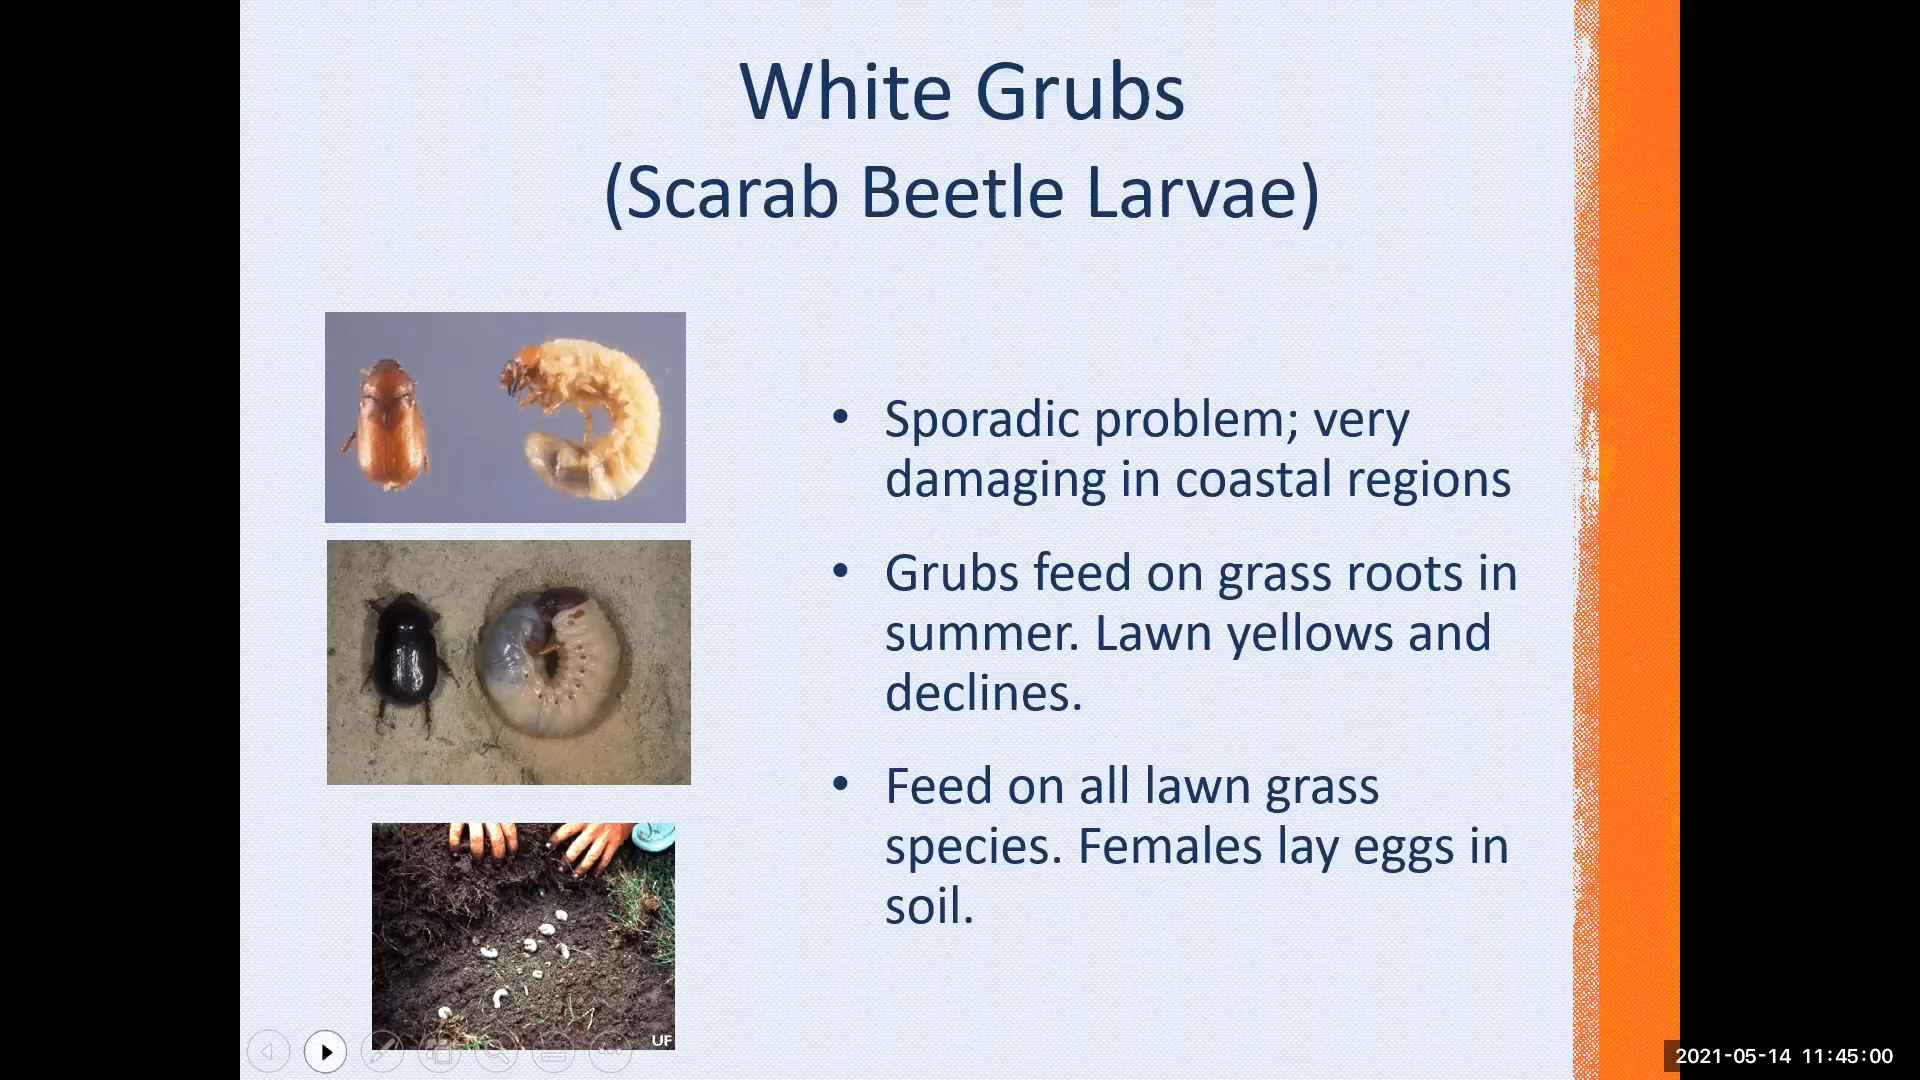 White Grubs
(Scarab Beetle Larvae)
• Sporadic problem; very
damaging in coastal regions
• Grubs feed on grass roots in
summer. Lawn yellows and
declines.
• Feed on all lawn grass
species. Females lay eggs in
soil.
UF
2021-05-14 11:45:00